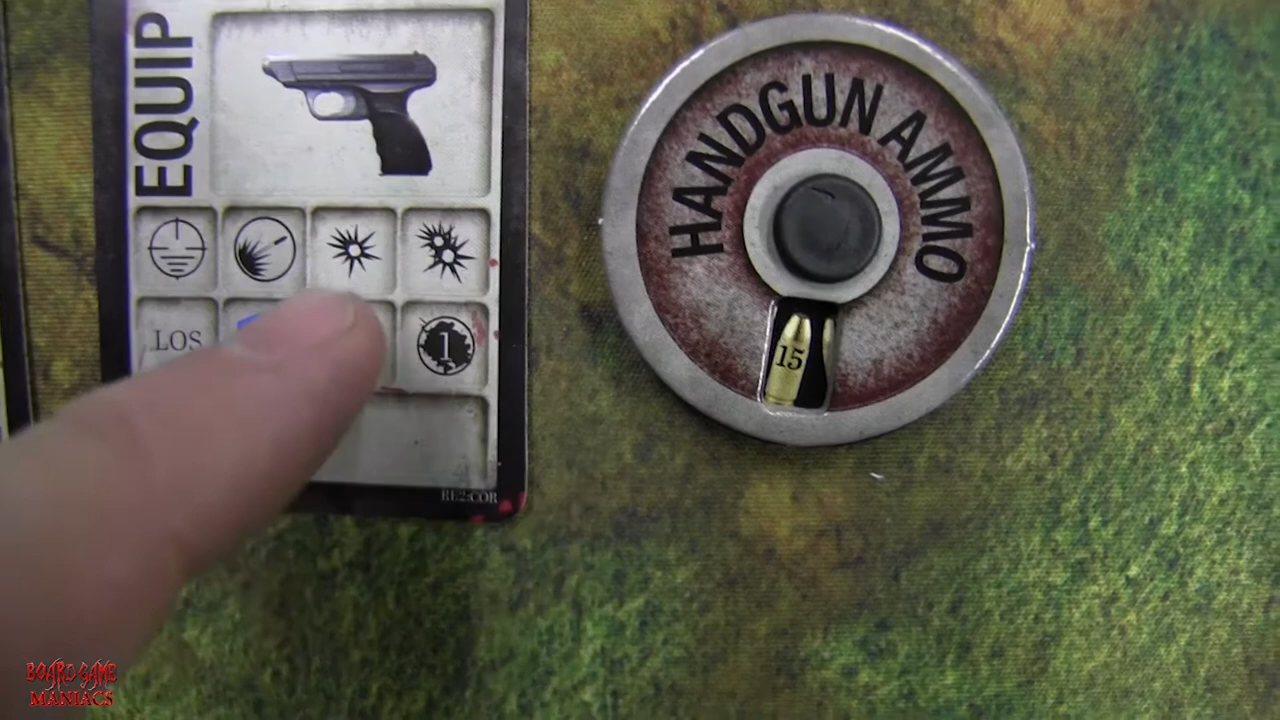 EQUIP
LOS
1
RE2:COR
HANDGUN AMMO
15
BOARD GAME
MANIACS